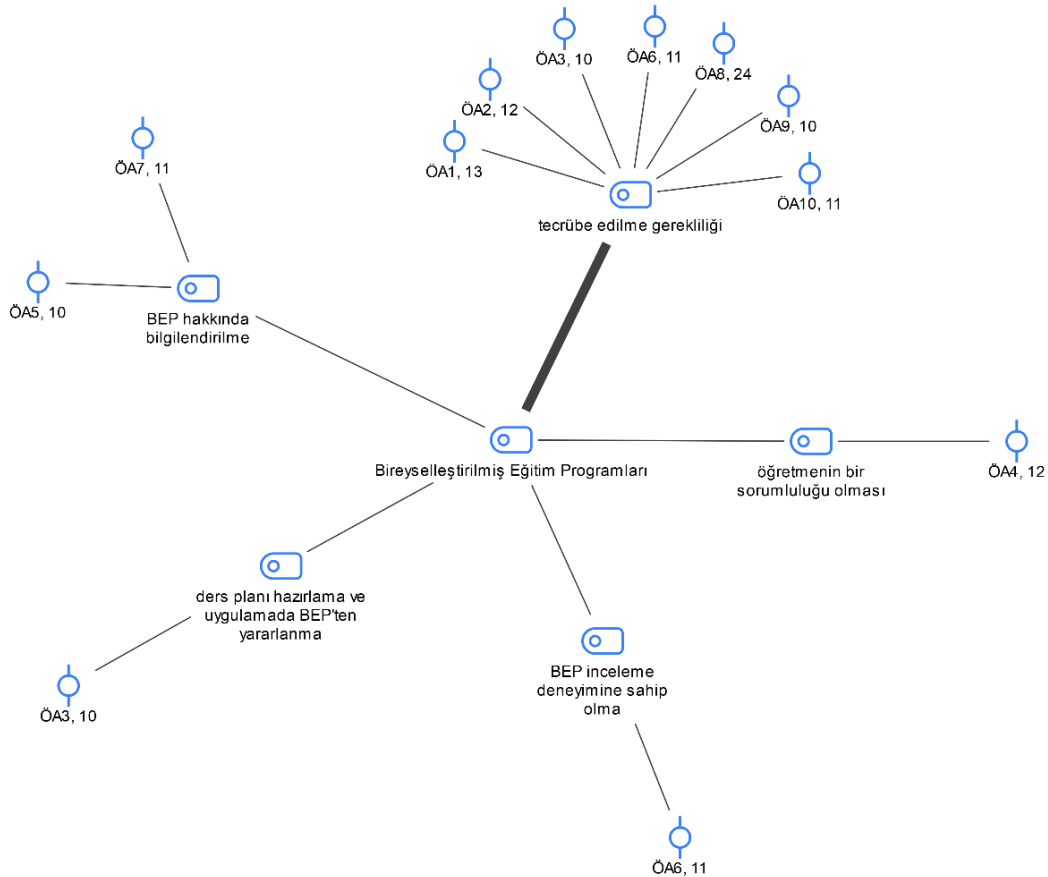 ÖA3, 10
ÖA6, 11
ÖA8, 24
ÖA2, 12
ÖA9, 10
ÖA7, 11
ÖA1, 13
ÖA10, 11
tecrübe edilme gerekliliği
ÖA5, 10
BEP hakkında
bilgilendirilme
Bireyselleştirilmiş Eğitim Programları
öğretmenin bir
sorumluluğu olması
ÖA4, 12
ders planı hazırlama ve
uygulamada BEP'ten
yararlanma
BEP inceleme
deneyimine sahip
olma
ÖA3, 10
ÖA6, 11